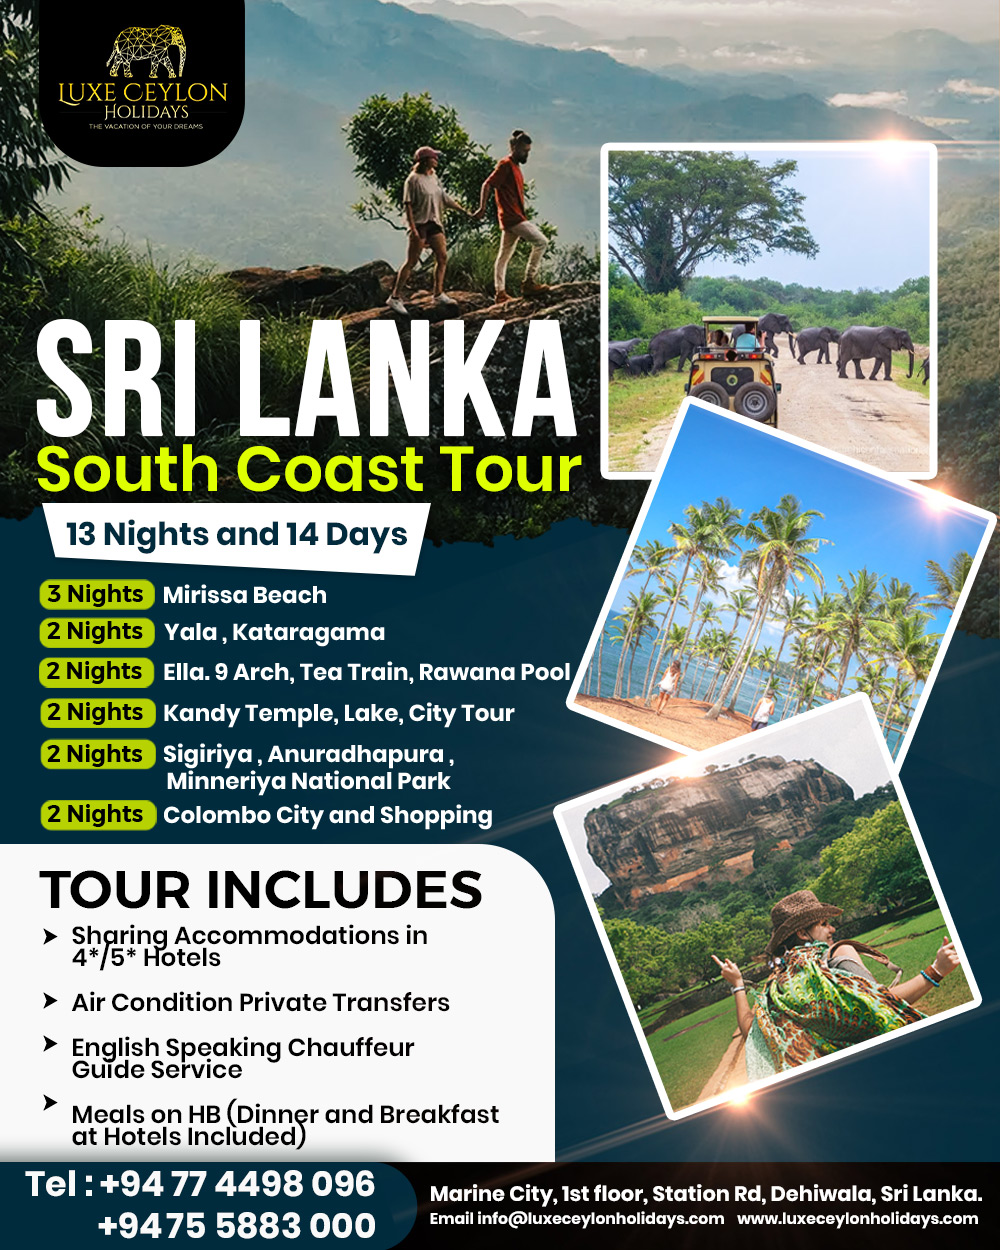 LUXE CEYLON
HOLIDAYS
THE VACATION OF YOUR DREAMS
SRI LANKA
South Coast Tour
13 Nights and 14 Days
3 Nights Mirissa Beach
2 Nights Yala , Kataragama
2 Nights Ella. 9 Arch, Tea Train, Rawana Pool
2 Nights Kandy Temple, Lake, City Tour
2 Nights Sigiriya , Anuradhapura ,
Minneriya National Park
2 Nights Colombo City and Shopping
TOUR INCLUDES
➤ Sharing Accommodations in
4*/5* Hotels
➤ Air Condition Private Transfers
➤ English Speaking Chauffeur
Guide Service
➤ Meals on HB (Dinner and Breakfast
at Hotels Included)
Tel : +94 77 4498 096
+94 75 5883 000
Marine City, 1st floor, Station Rd, Dehiwala, Sri Lanka.
Email info@luxeceylonholidays.com www.luxeceylonholidays.com